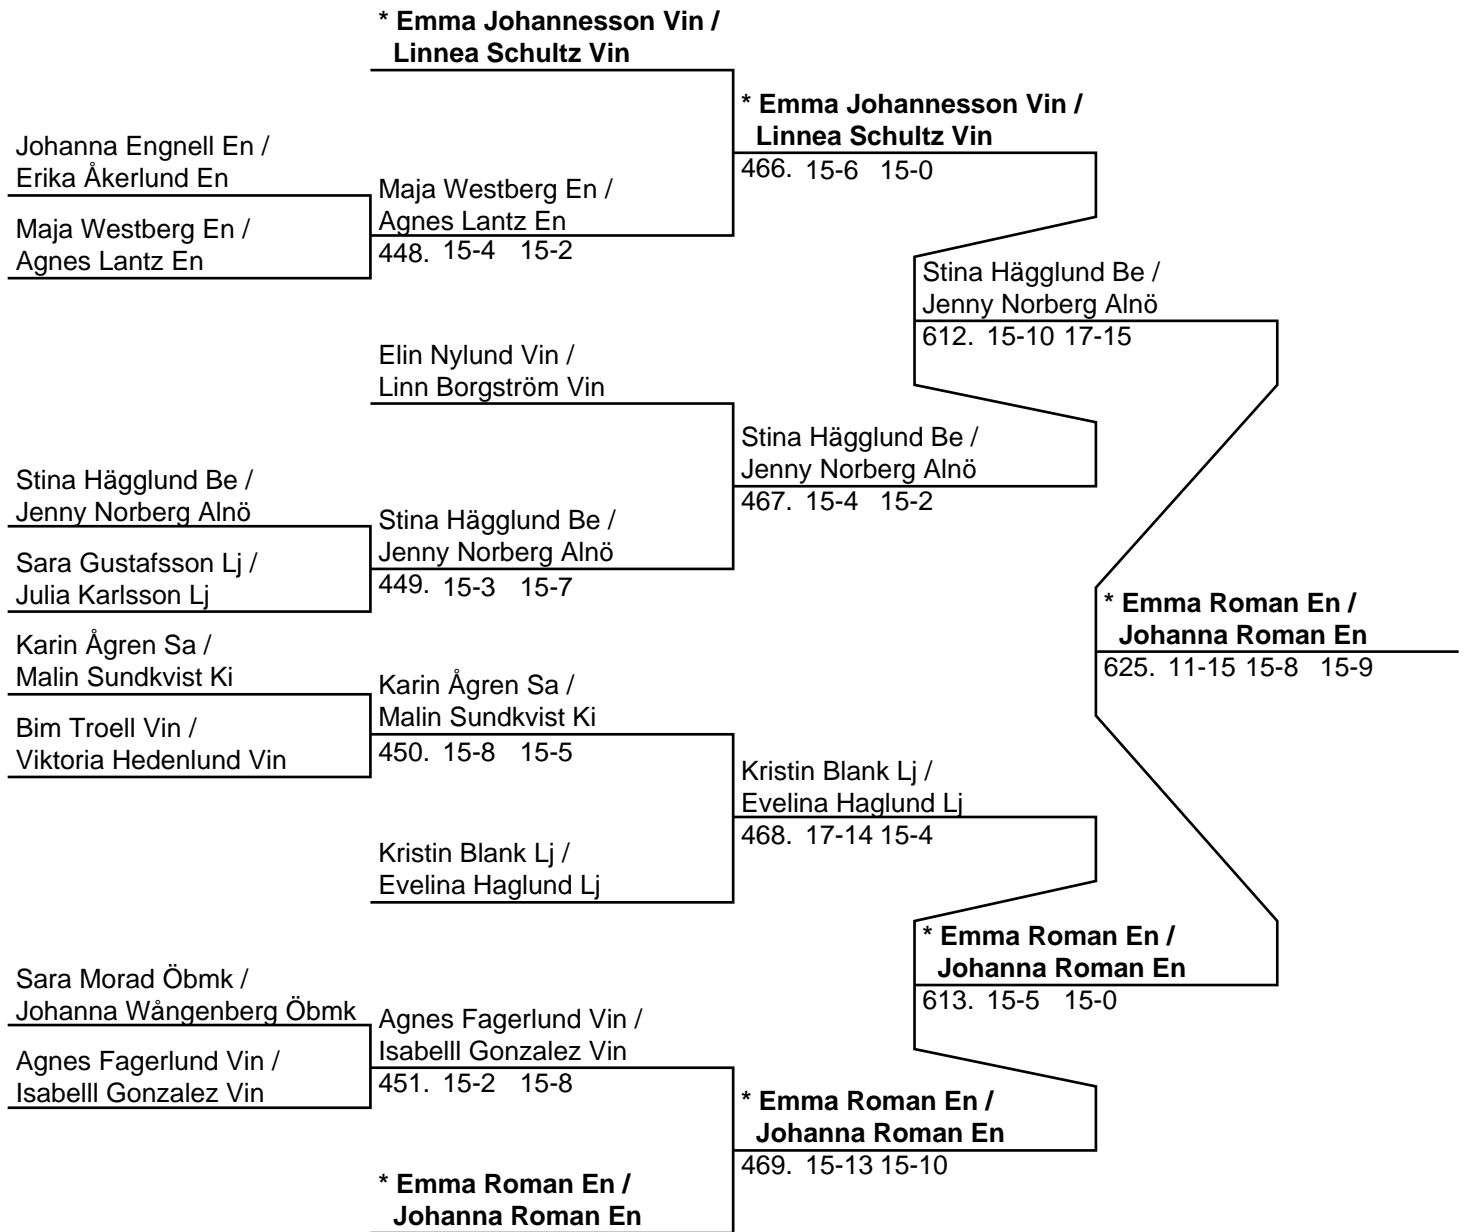 * Emma Johannesson Vin /
Linnea Schultz Vin
* Emma Johannesson Vin /
Linnea Schultz Vin
466. 15-6 15-0
Johanna Engnell En /
Erika Åkerlund En
Maja Westberg En /
Agnes Lantz En
448. 15-4 15-2
Maja Westberg En /
Agnes Lantz En
Stina Hägglund Be /
Jenny Norberg Alnö
612. 15-10 17-15
Elin Nylund Vin /
Linn Borgström Vin
Stina Hägglund Be /
Jenny Norberg Alnö
467. 15-4 15-2
Stina Hägglund Be /
Jenny Norberg Alnö
Stina Hägglund Be /
Jenny Norberg Alnö
449. 15-3 15-7
Sara Gustafsson Lj /
Julia Karlsson Lj
* Emma Roman En /
Johanna Roman En
625. 11-15 15-8 15-9
Karin Ågren Sa /
Malin Sundkvist Ki
Karin Ågren Sa /
Malin Sundkvist Ki
450. 15-8 15-5
Bim Troell Vin /
Viktoria Hedenlund Vin
Kristin Blank Lj /
Evelina Haglund Lj
468. 17-14 15-4
Kristin Blank Lj /
Evelina Haglund Lj
* Emma Roman En /
Johanna Roman En
613. 15-5 15-0
Sara Morad Öbmk /
Johanna Wångenberg Öbmk
Agnes Fagerlund Vin /
Isabelll Gonzalez Vin
451. 15-2 15-8
Agnes Fagerlund Vin /
Isabelll Gonzalez Vin
* Emma Roman En /
Johanna Roman En
469. 15-13 15-10
* Emma Roman En /
Johanna Roman En